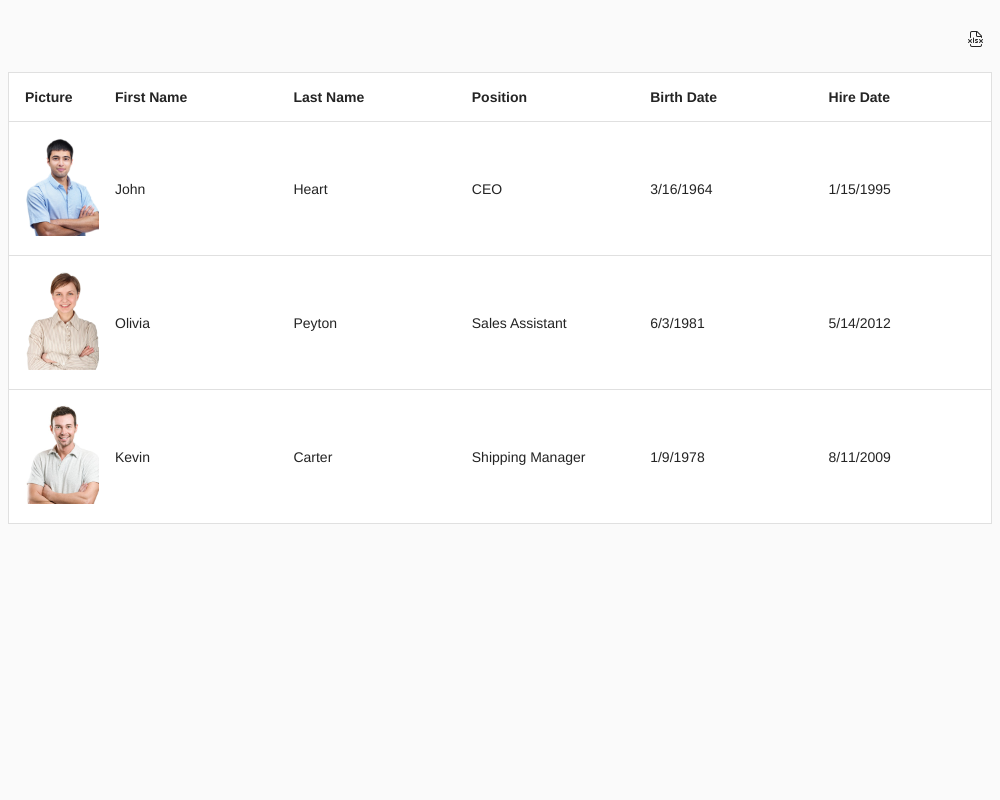 xlsx
Picture First Name Last Name Position Birth Date Hire Date
John Heart CEO 3/16/1964 1/15/1995
Olivia Peyton Sales Assistant 6/3/1981 5/14/2012
Kevin Carter Shipping Manager 1/9/1978 8/11/2009